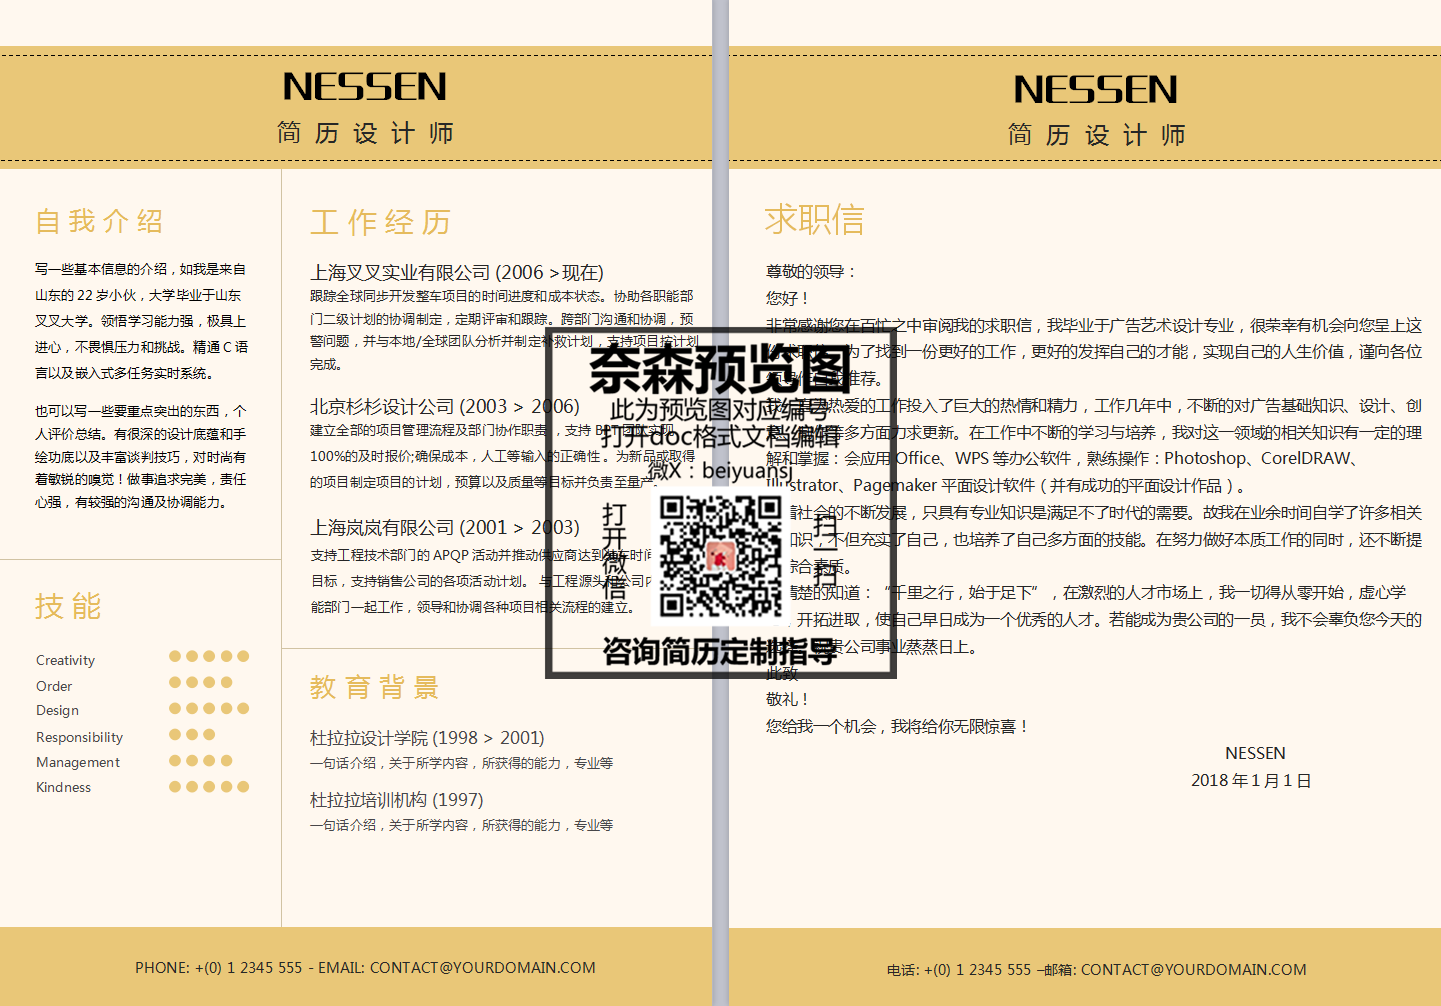 NESSEN
简历设计师
自我介绍
写一些基本信息的介绍，如我是来自
山东的 22 岁小伙，大学毕业于山东
叉叉大学。领悟学习能力强，极具上
进心，不畏惧压力和挑战。精通 C 语
言以及嵌入式多任务实时系统。
也可以写一些要重点突出的东西，个
人评价总结。有很深的设计底蕴和手
绘功底以及丰富谈判技巧，对时尚有
着敏锐的嗅觉！做事追求完美，责任
心强，有较强的沟通及协调能力。
技能
Creativity
Order
Design
Responsibility
Management
Kindness
工作经历
上海叉叉实业有限公司 (2006 >现在)
跟踪全球同步开发整车项目的时间进度和成本状态。协助各职能部
门二级计划的协调制定，定期评审和跟踪。跨部门沟通和协调，预
警问题，并与本地/全球团队分析并制定补救计划，支持项目按计划
完成。
北京杉杉设计公司 (2003 > 2006)
建立全部的项目管理流程及部门协作职责，支持 团队实现
100%的及时报价;确保成本，人工等输入的正确性。为新品或取得
的项目制定项目的计划，预算以及质量等目标并负责至量产。
上海岚岚有限公司 (2001 > 2003)
支持工程技术部门的 APQP 活动并推动供应商达到 车时间
目标，支持销售公司的各项活动计划。与工程源头 公司内
能部门一起工作，领导和协调各种项目相关流程的建立。
教育背景
杜拉拉设计学院 (1998 > 2001)
一句话介绍，关于所学内容，所获得的能力，专业等
杜拉拉培训机构 (1997)
一句话介绍，关于所学内容，所获得的能力，专业等
PHONE: +(0) 1 2345 555 - EMAIL: CONTACT@YOURDOMAIN.COM
奈森预览图
此为预览图对应编号
打开doc格式文档编辑
微X：beiyuansj
打开微信
扫一扫
咨询简历定制指导
NESSEN
简历设计师
求职信
尊敬的领导：
您好！
非常感谢您在百忙之中审阅我的求职信，我毕业于广告艺术设计专业，很荣幸有机会向您呈上这
为了找到一份更好的工作，更好的发挥自己的才能，实现自己的人生价值，谨向各位
推荐。
热爱的工作投入了巨大的热情和精力，工作几年中，不断的对广告基础知识、设计、创
等多方面力求更新。在工作中不断的学习与培养，我对这一领域的相关知识有一定的理
解和掌握：会应用 Office、WPS 等办公软件，熟练操作：Photoshop、CorelDRAW、
Illustrator、Pagemaker 平面设计软件（并有成功的平面设计作品）。
社会的不断发展，只具有专业知识是满足不了时代的需要。故我在业余时间自学了许多相关
知识，不但充实了自己，也培养了自己多方面的技能。在努力做好本质工作的同时，还不断提
综合素质。
清楚的知道：“千里之行，始于足下”，在激烈的人才市场上，我一切得从零开始，虚心学
开拓进取，使自己早日成为一个优秀的人才。若能成为贵公司的一员，我不会辜负您今天的
贵公司事业蒸蒸日上。
此致
敬礼！
您给我一个机会，我将给你无限惊喜！
NESSEN
2018 年 1 月 1 日
电话: +(0) 1 2345 555 –邮箱: CONTACT@YOURDOMAIN.COM